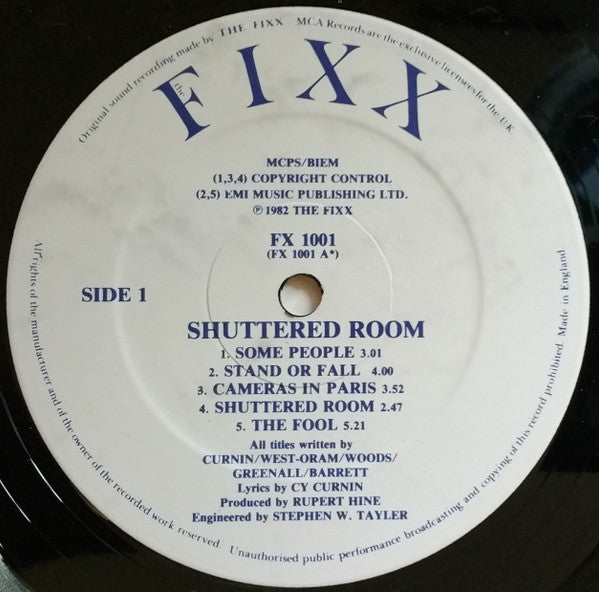 Original sound recording made by THE FIXX MCA Records are the exclusive licensees for the U.K.
the FIXX
MCPS/BIEM
(1,3,4) COPYRIGHT CONTROL
(2,5) EMI MUSIC PUBLISHING LTD.
℗ 1982 THE FIXX
FX 1001
(FX 1001 A*)
SIDE 1
SHUTTERED ROOM
1. SOME PEOPLE 3.01
2. STAND OR FALL 4.00
3. CAMERAS IN PARIS 3.52
4. SHUTTERED ROOM 2.47
5. THE FOOL 5.21
All titles written by
CURNIN/WEST-ORAM/WOODS/
GREENALL/BARRETT
Lyrics by CY CURNIN
Produced by RUPERT HINE
Engineered by STEPHEN W. TAYLER
All rights of the manufacturer and of the owner of the recorded work reserved. Unauthorised public performance broadcasting and copying of this record prohibited. Made in England